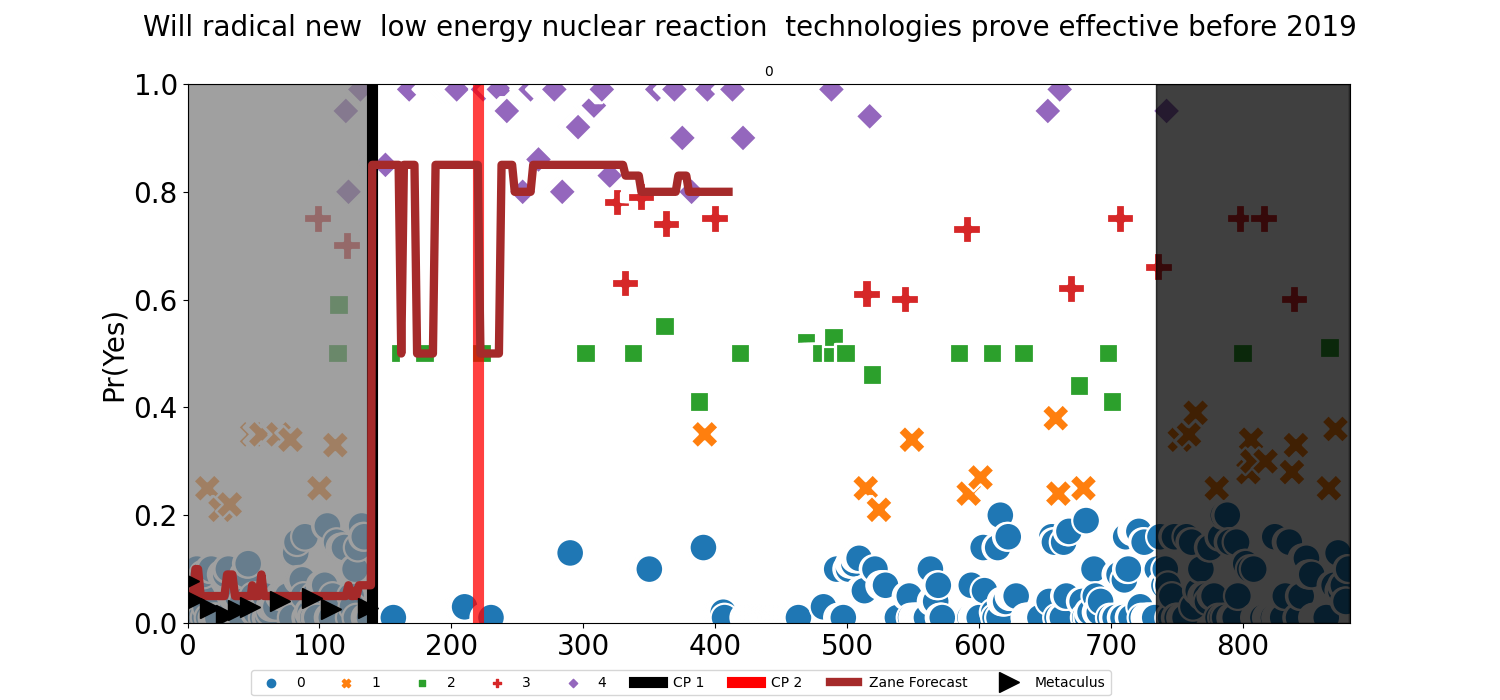 Will radical new  low energy nuclear reaction  technologies prove effective before 2019
0
1.0
0.8
0.6
0.4
0.2
0.0
Pr(Yes)
0 100 200 300 400 500 600 700 800
0 1 2 3 4 CP 1 CP 2 Zane Forecast Metaculus